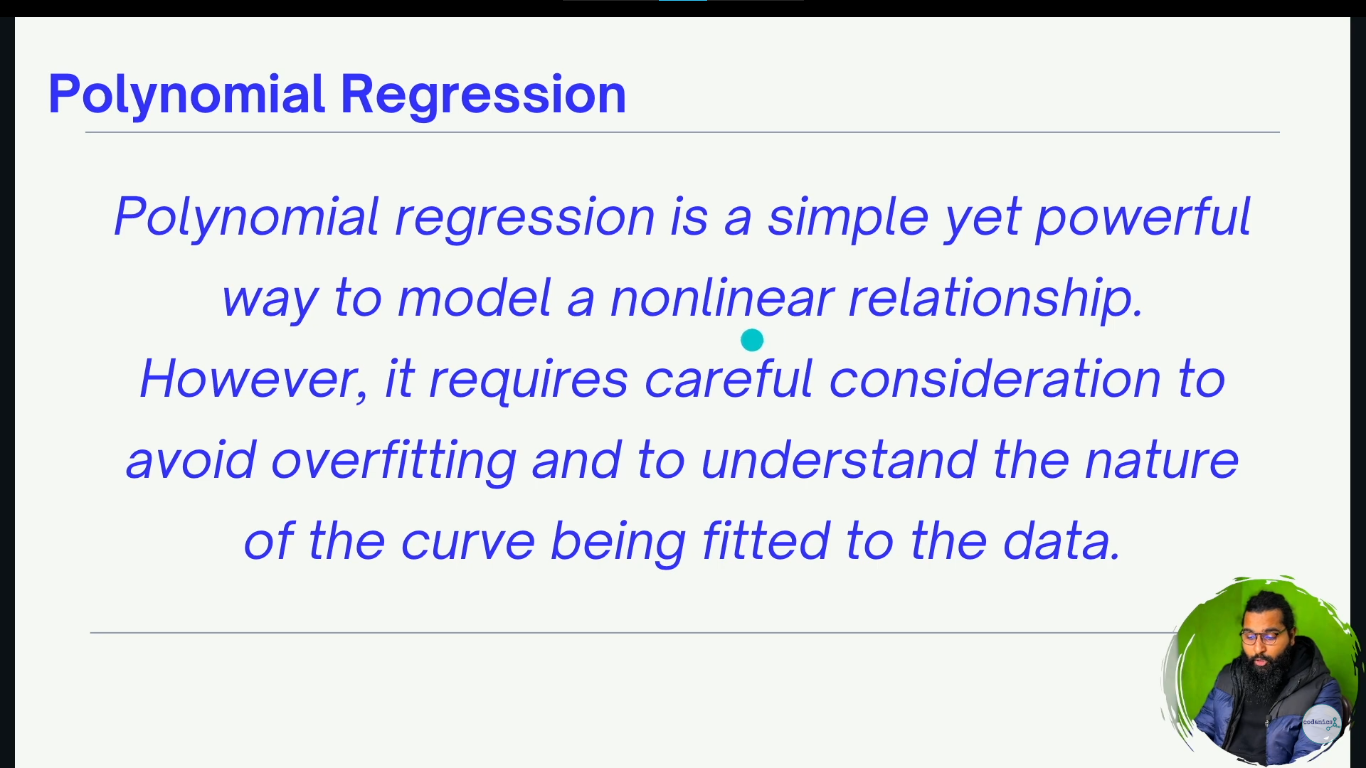 Polynomial Regression
Polynomial regression is a simple yet powerful
way to model a nonlinear relationship.
However, it requires careful consideration to
avoid overfitting and to understand the nature
of the curve being fitted to the data.
codanics